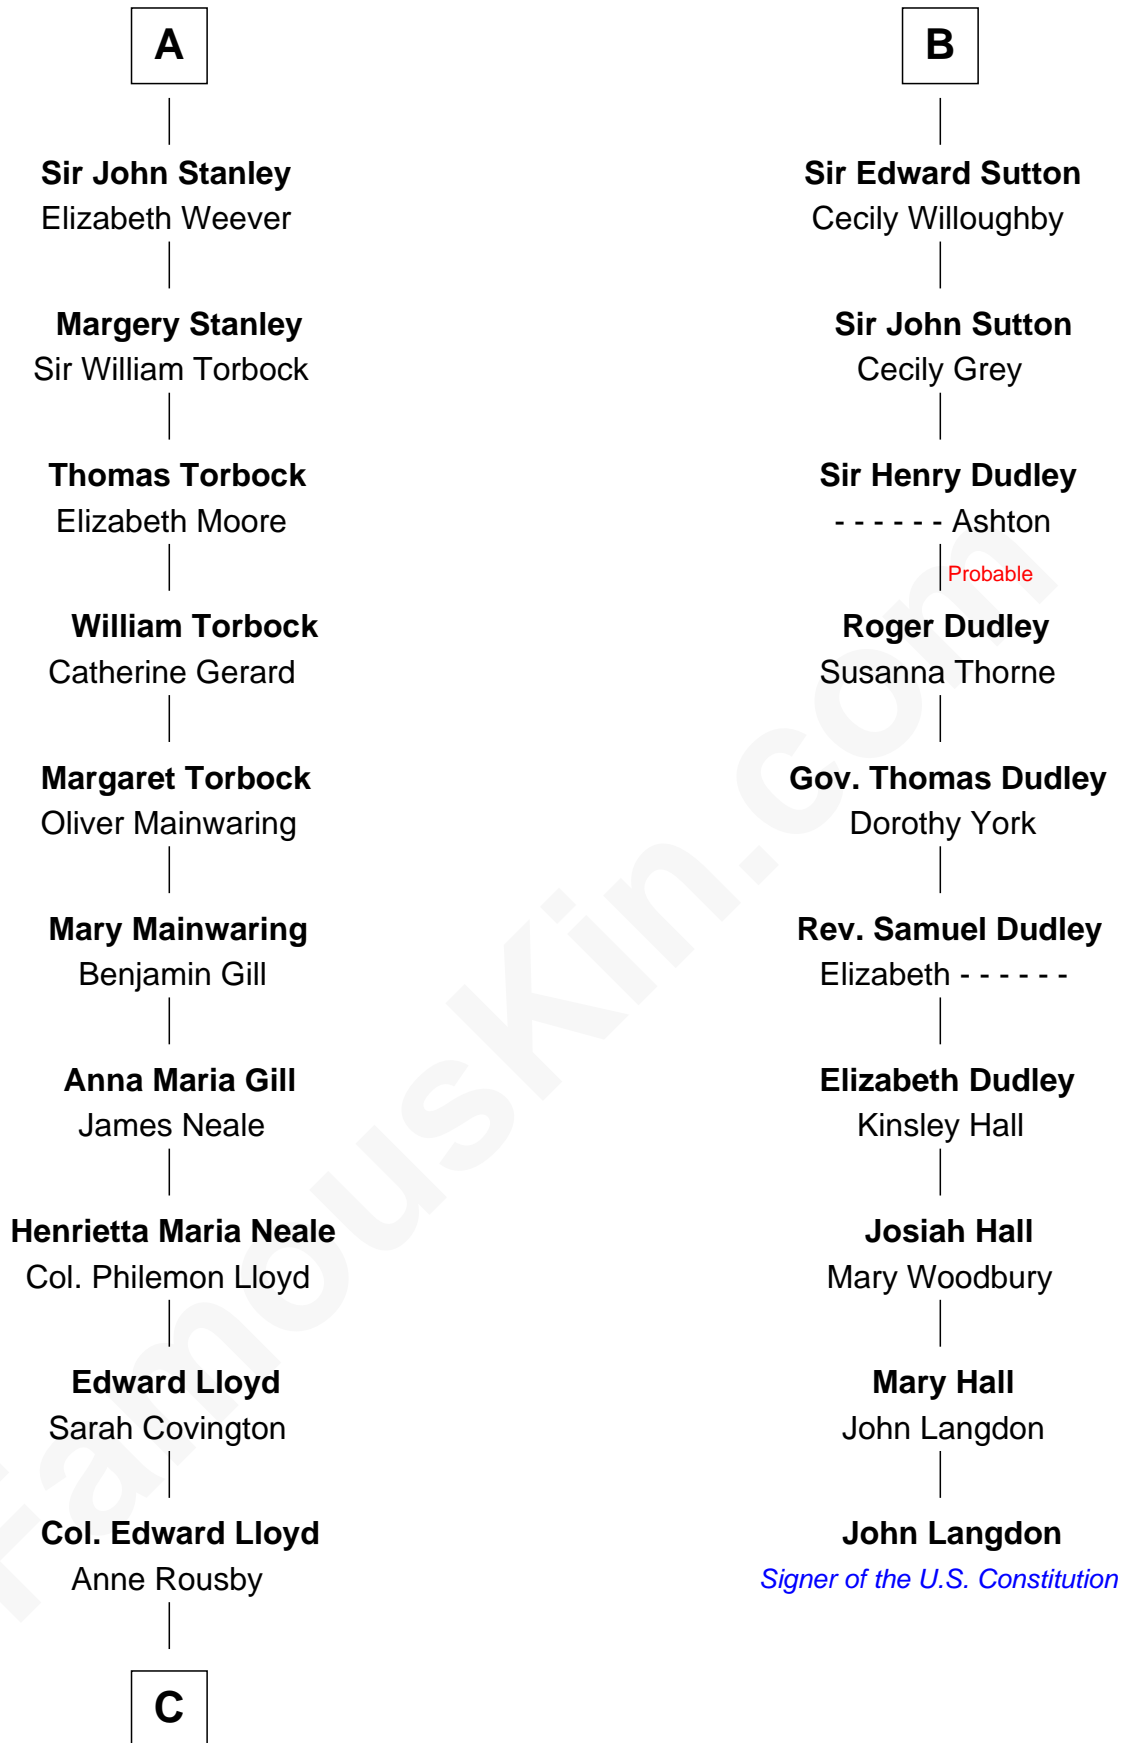 A
Sir John Stanley
Elizabeth Weever
Margery Stanley
Sir William Torbock
Thomas Torbock
Elizabeth Moore
William Torbock
Catherine Gerard
Margaret Torbock
Oliver Mainwaring
Mary Mainwaring
Benjamin Gill
Anna Maria Gill
James Neale
Henrietta Maria Neale
Col. Philemon Lloyd
Edward Lloyd
Sarah Covington
Col. Edward Lloyd
Anne Rousby
C
B
Sir Edward Sutton
Cecily Willoughby
Sir John Sutton
Cecily Grey
Sir Henry Dudley
- - - - - - Ashton
Probable
Roger Dudley
Susanna Thorne
Gov. Thomas Dudley
Dorothy York
Rev. Samuel Dudley
Elizabeth - - - - - -
Elizabeth Dudley
Kinsley Hall
Josiah Hall
Mary Woodbury
Mary Hall
John Langdon
John Langdon
Signer of the U.S. Constitution
FamousKin.com